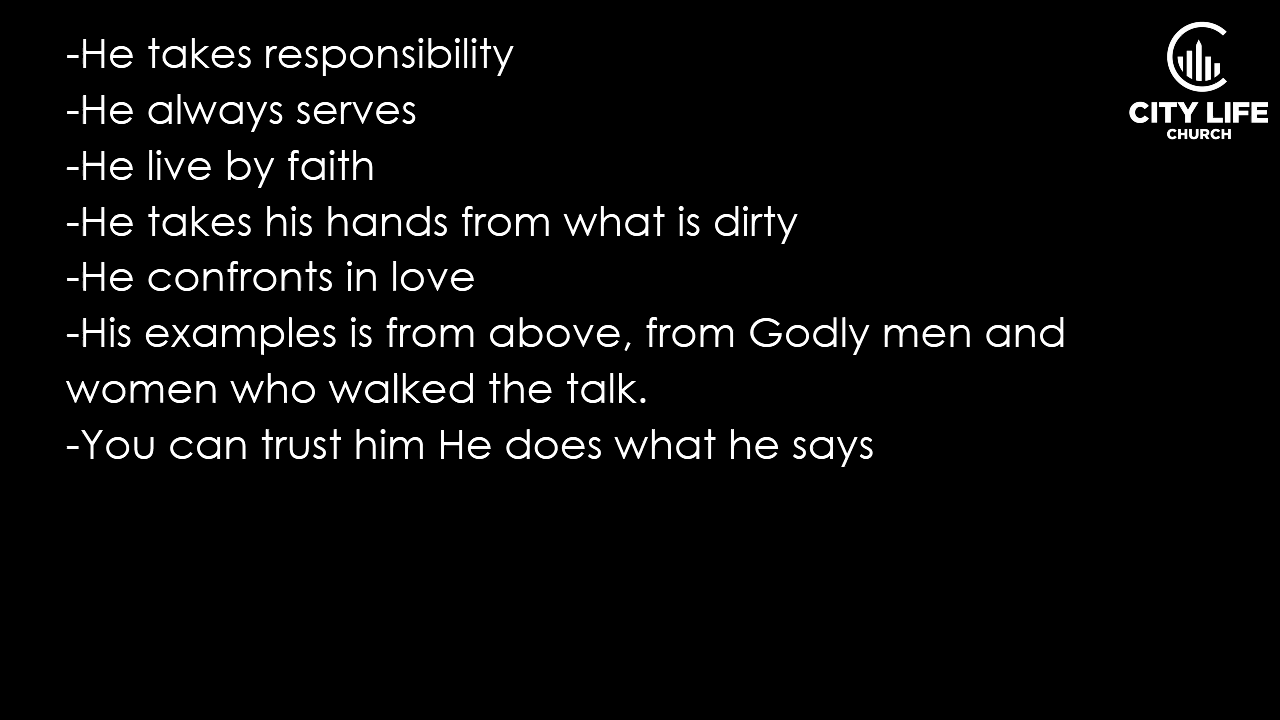 -He takes responsibility
-He always serves
-He live by faith
-He takes his hands from what is dirty
-He confronts in love
-His examples is from above, from Godly men and
women who walked the talk.
-You can trust him He does what he says
CITY LIFE
CHURCH